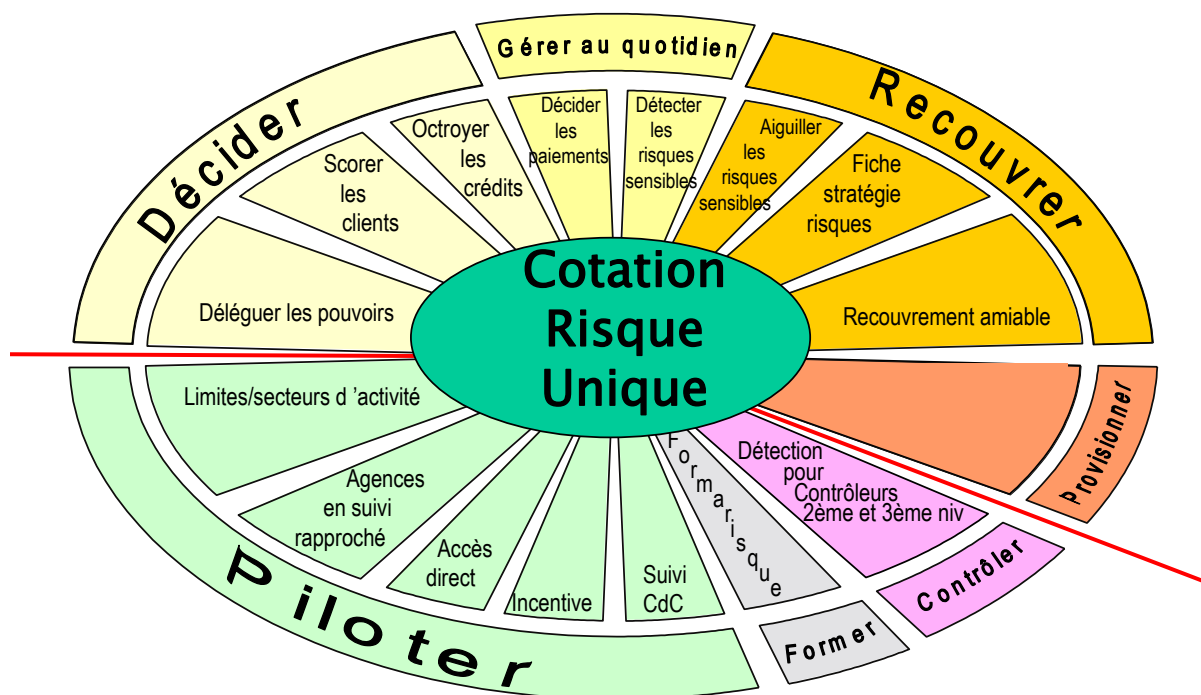 Décider
Gérer au quotidien
Recouvrer
Octroyer
les
crédits
Décider
les
paiements
Détecter
les
risques
sensibles
Aiguiller
les
risques
sensibles
Scorer
les
clients
Fiche
stratégie
risques
Déléguer les pouvoirs
Cotation
Risque
Unique
Recouvrement amiable
Limites/secteurs d ’activité
Provisionner
Agences
en suivi
rapproché
Accès
direct
Incentive
Suivi
CdC
Formarisque
Détection
pour
Contrôleurs
2ème et 3ème niv
Piloter
Former
Contrôler